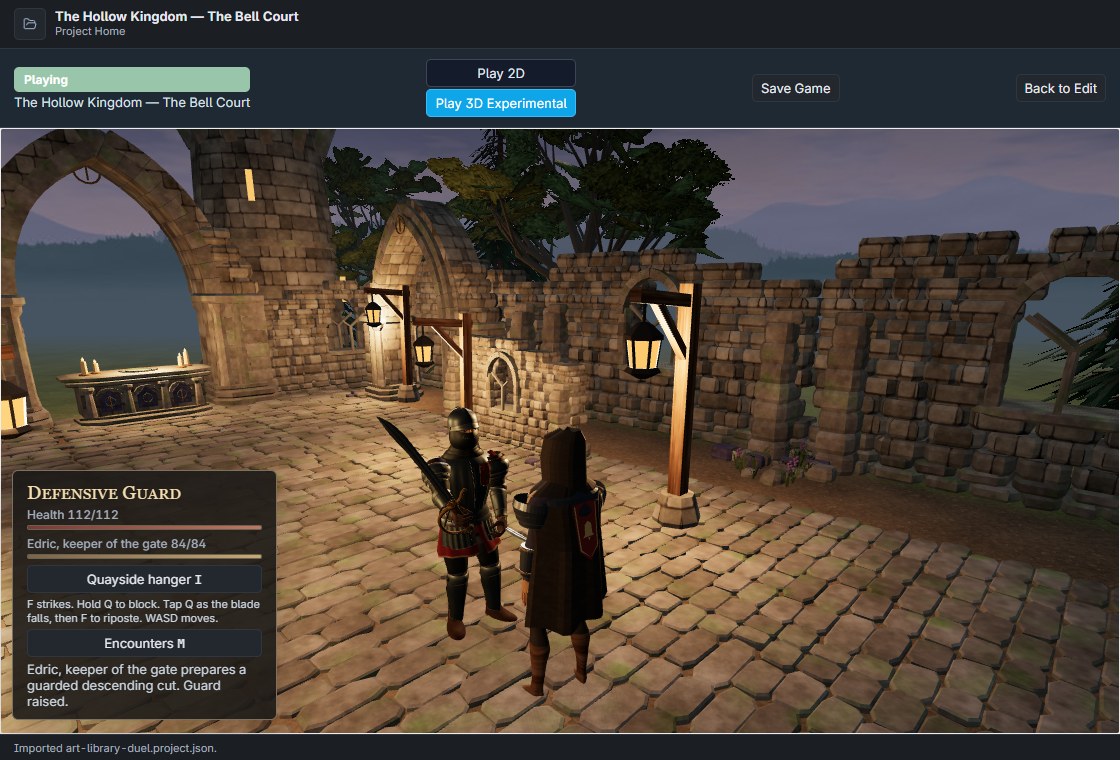 The Hollow Kingdom — The Bell Court
Project Home
Playing
The Hollow Kingdom — The Bell Court
Play 2D
Play 3D Experimental
Save Game
Back to Edit
Defensive Guard
Health 112/112
Edric, keeper of the gate 84/84
Quayside hanger I
F strikes. Hold Q to block. Tap Q as the blade
falls, then F to riposte. WASD moves.
Encounters M
Edric, keeper of the gate prepares a
guarded descending cut. Guard
raised.
Imported art-library-duel.project.json.